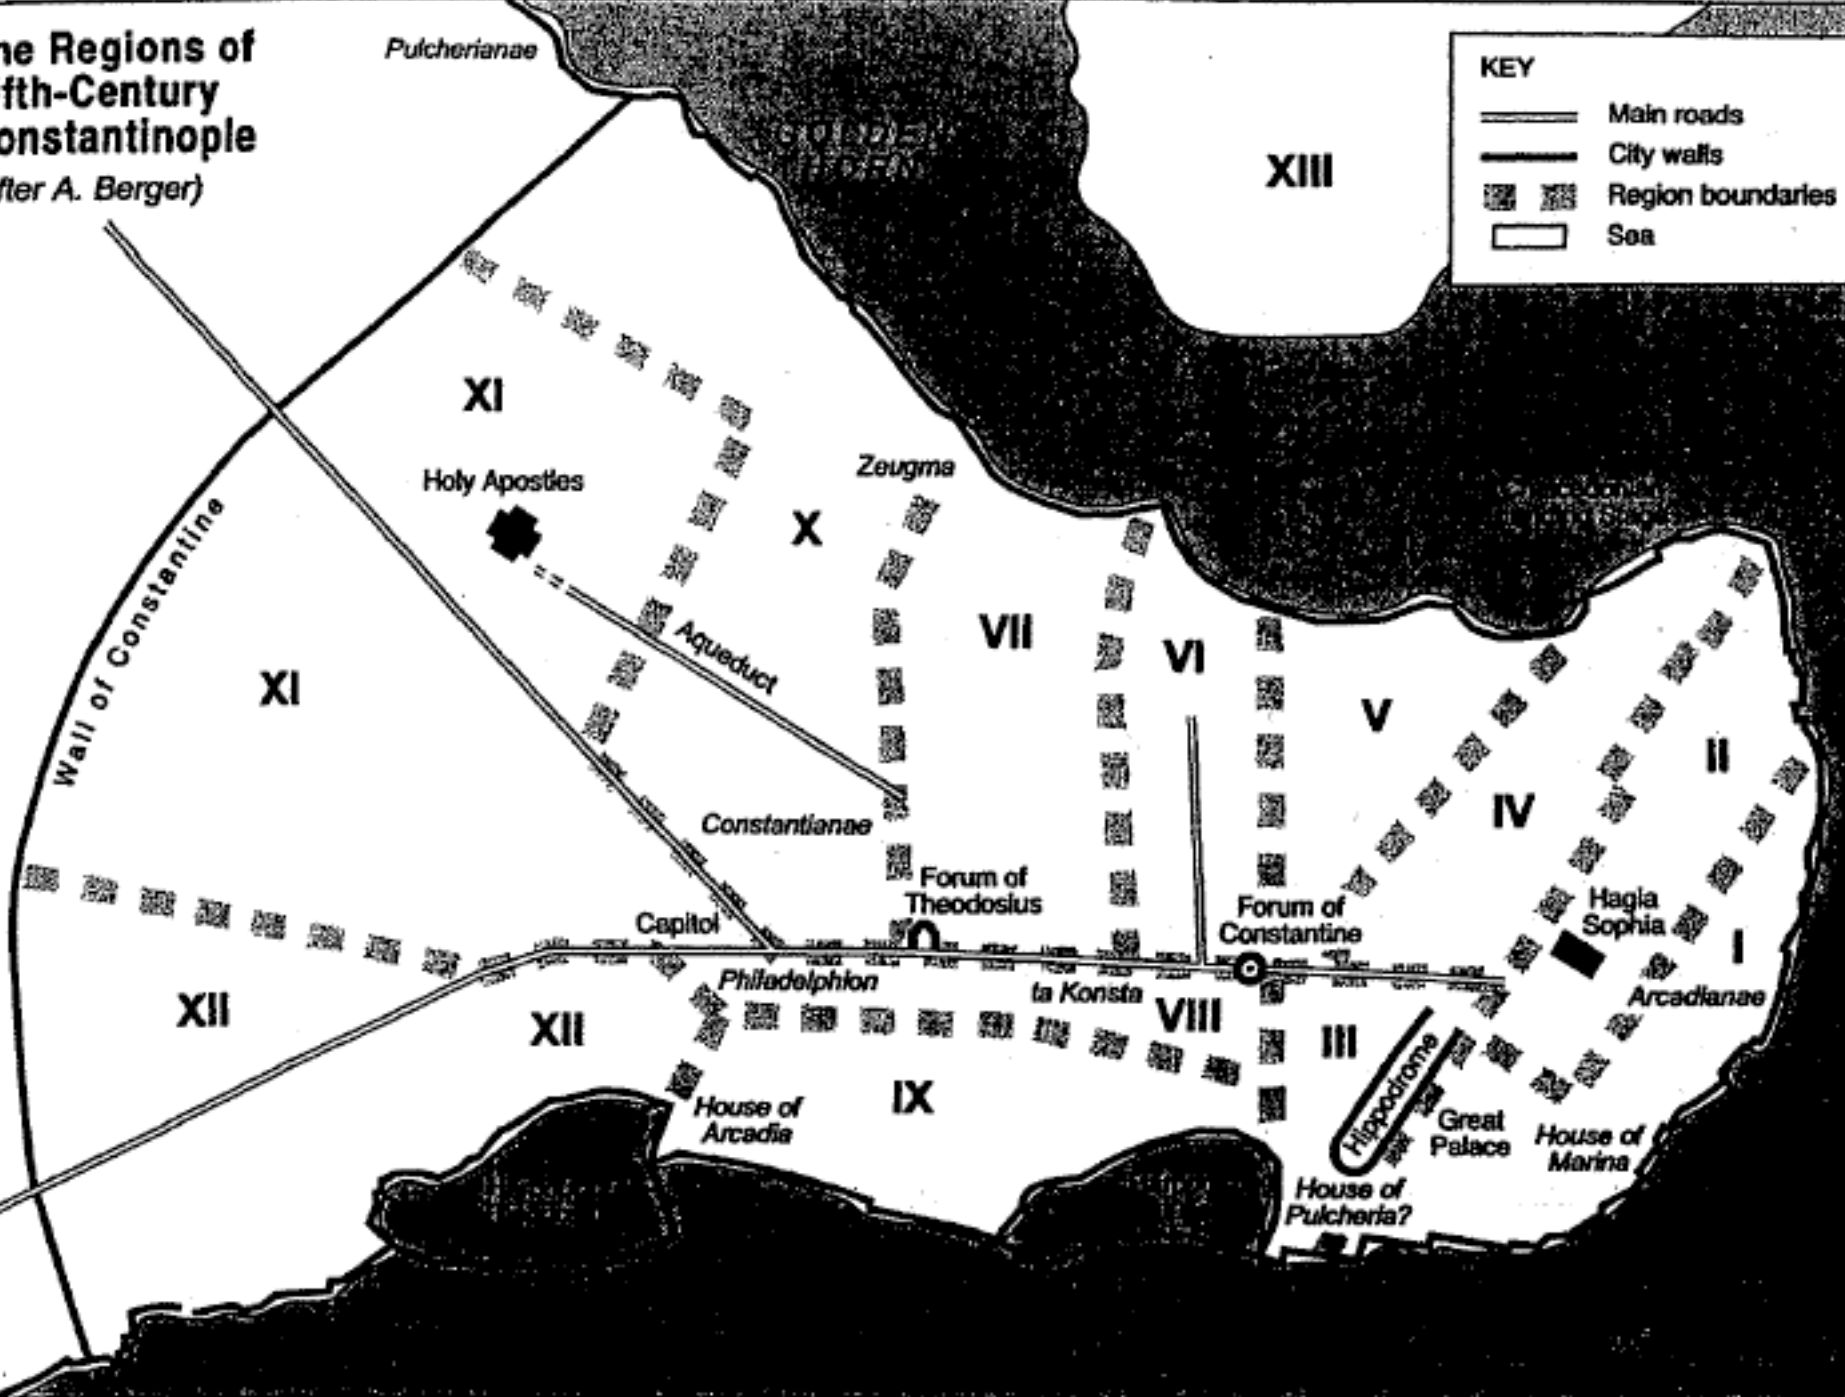 he Regions of
fth-Century
onstantinople
fter A. Berger)
Pulcherianae
GOLDEN
HORN
XIII
KEY
Main roads
City walls
Region boundaries
Sea
XI
Holy Apostles
Zeugma
X
Aqueduct
VII
VI
V
IV
II
I
Wall of Constantine
XI
Constantianae
Forum of
Theodosius
Capitol
Philadelphion
ta Konsta
Forum of
Constantine
Hagia
Sophia
Arcadianae
XII
XII
VIII
III
IX
Hippodrome
House of
Arcadia
Great
Palace
House of
Marina
House of
Pulcheria?